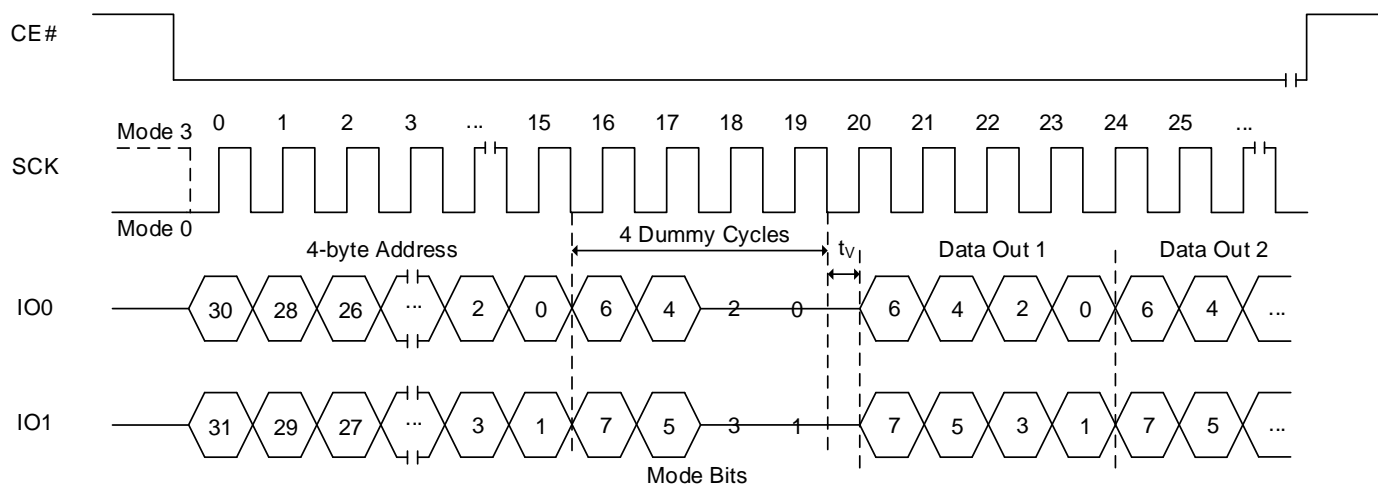 CE#
0 1 2 3 ... 15 16 17 18 19 20 21 22 23 24 25 ...
Mode 3
SCK
Mode 0
4-byte Address 4 Dummy Cycles tV Data Out 1 Data Out 2
IO0 30 28 26 ... 2 0 6 4 2 0 6 4 2 0 6 4 ...
IO1 31 29 27 ... 3 1 7 5 3 1 7 5 3 1 7 5 ...
Mode Bits